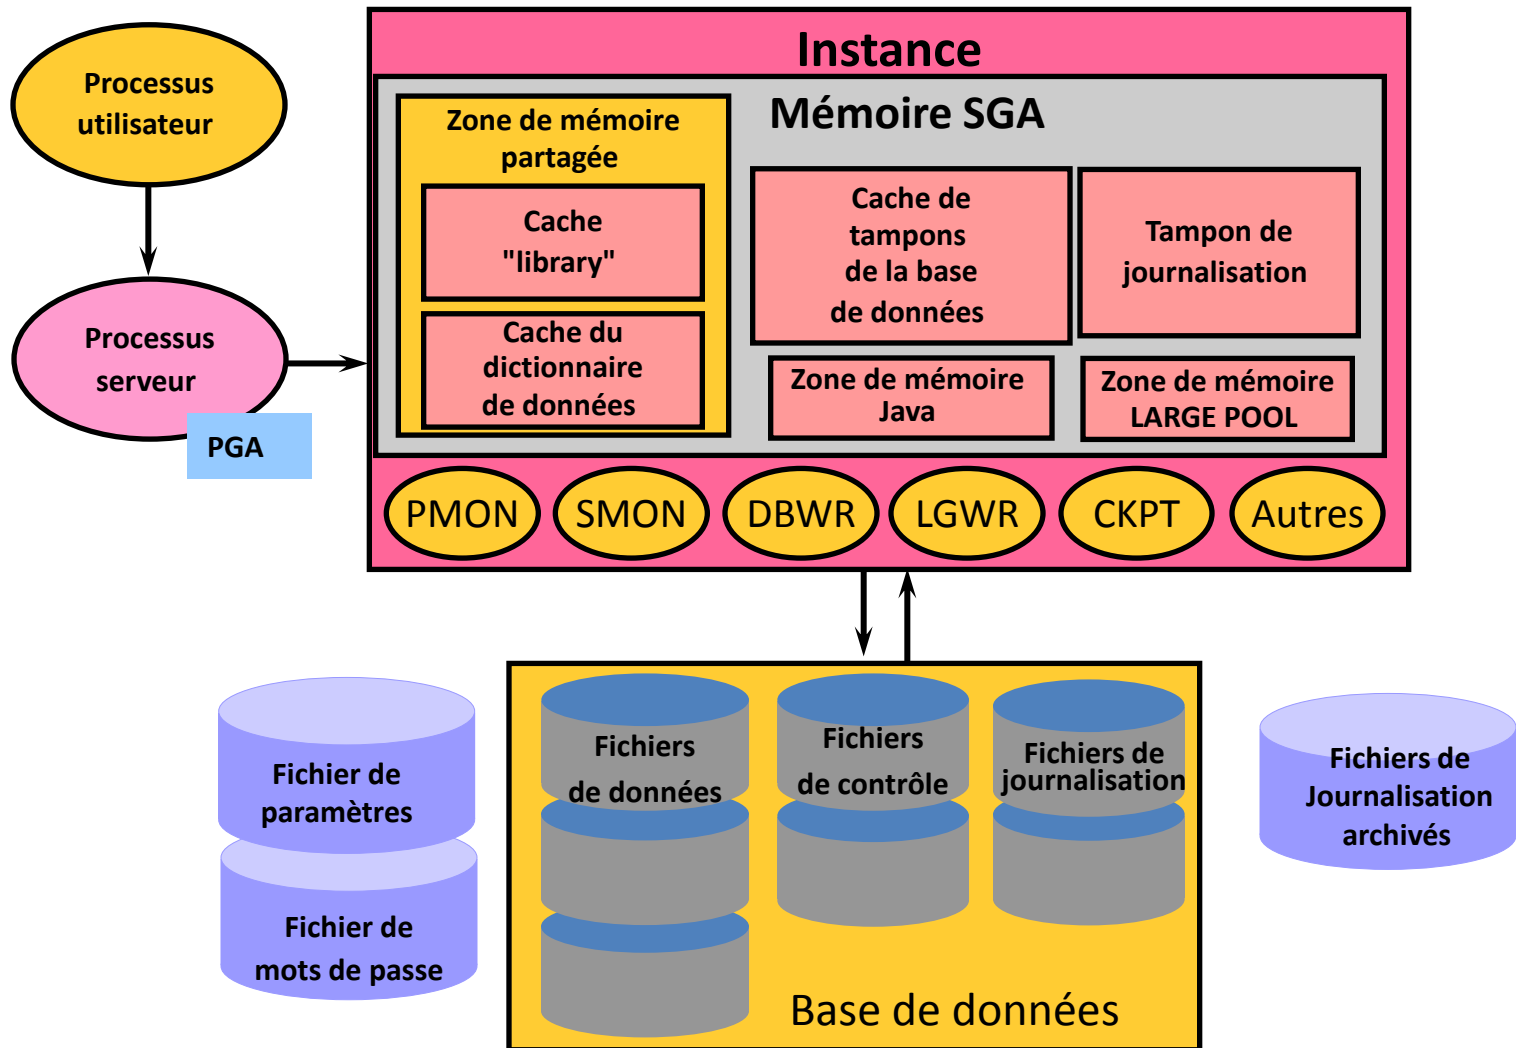 Processus
utilisateur
Processus
serveur
PGA
Instance
Mémoire SGA
Zone de mémoire
partagée
Cache
"library"
Cache du
dictionnaire
de données
Cache de
tampons
de la base
de données
Tampon de
journalisation
Zone de mémoire
Java
Zone de mémoire
LARGE POOL
PMON
SMON
DBWR
LGWR
CKPT
Autres
Fichier de
paramètres
Fichier de
mots de passe
Fichiers
de données
Fichiers
de contrôle
Fichiers de
journalisation
Base de données
Fichiers de
Journalisation
archivés